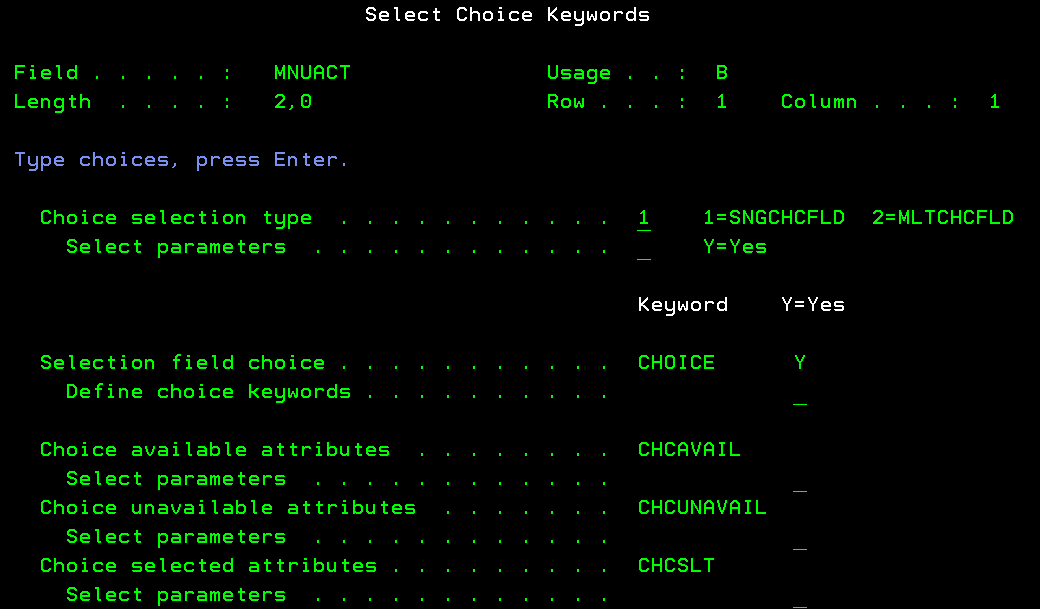 Select Choice Keywords
Field . . . . . :   MNUACT               Usage . . :  B
Length  . . . . :   2,0                  Row . . . :  1    Column . . . :  1
Type choices, press Enter.
Choice selection type  . . . . . . . . . . .  1    1=SNGCHCFLD  2=MLTCHCFLD
Select parameters  . . . . . . . . . . . .  _    Y=Yes
Keyword    Y=Yes
Selection field choice . . . . . . . . . . .  CHOICE      Y
Define choice keywords . . . . . . . . . .              _
Choice available attributes  . . . . . . . .  CHCAVAIL
Select parameters  . . . . . . . . . . . .              _
Choice unavailable attributes  . . . . . . .  CHCUNAVAIL
Select parameters  . . . . . . . . . . . .              _
Choice selected attributes . . . . . . . . .  CHCSLT
Select parameters  . . . . . . . . . . . .              _